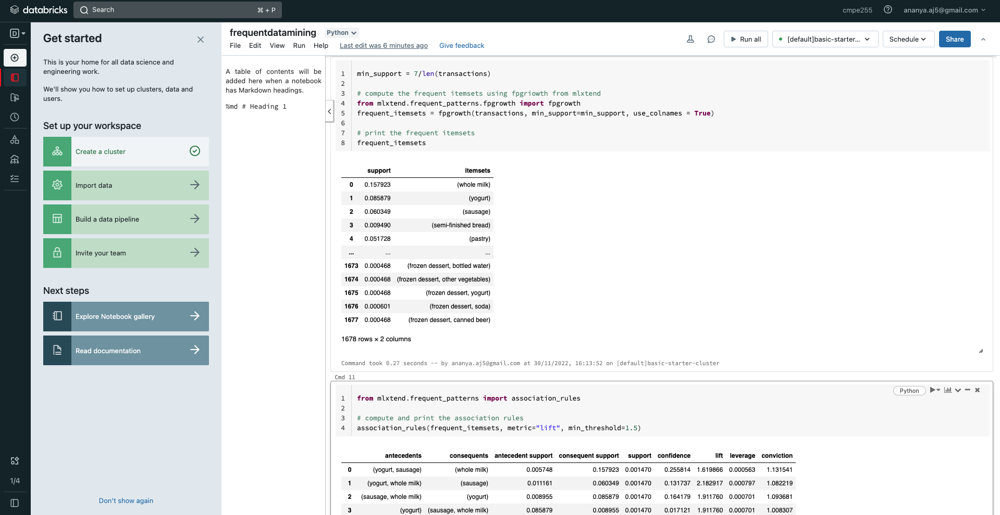 databricks
Search ⌘ + P
cmpe255
ananya.aj5@gmail.com
D
Get started
This is your home for all data science and
engineering work.
We'll show you how to set up clusters, data and
users.
Set up your workspace
Create a cluster
Import data
Build a data pipeline
Invite your team
Next steps
Explore Notebook gallery
Read documentation
Don't show again
1/4
frequentdatamining Python
File Edit View Run Help Last edit was 6 minutes ago Give feedback
Run all [default]basic-starter... Schedule Share
A table of contents will be
added here when a notebook
has Markdown headings.
%md # Heading 1
1 min_support = 7/len(transactions)
2
3 # compute the frequent itemsets using fpgriowth from mlxtend
4 from mlxtend.frequent_patterns.fpgrowth import fpgrowth
5 frequent_itemsets = fpgrowth(transactions, min_support=min_support, use_colnames = True)
6
7 # print the frequent itemsets
8 frequent_itemsets
support itemsets
0 0.157923 (whole milk)
1 0.085879 (yogurt)
2 0.060349 (sausage)
3 0.009490 (semi-finished bread)
4 0.051728 (pastry)
... ... ...
1673 0.000468 (frozen dessert, bottled water)
1674 0.000468 (frozen dessert, other vegetables)
1675 0.000468 (frozen dessert, yogurt)
1676 0.000601 (frozen dessert, soda)
1677 0.000468 (frozen dessert, canned beer)
1678 rows × 2 columns
Command took 0.27 seconds -- by ananya.aj5@gmail.com at 30/11/2022, 16:13:52 on [default]basic-starter-cluster
Cmd 11
Python
1 from mlxtend.frequent_patterns import association_rules
2
3 # compute and print the association rules
4 association_rules(frequent_itemsets, metric="lift", min_threshold=1.5)
antecedents consequents antecedent support consequent support support confidence lift leverage conviction
0 (yogurt, sausage) (whole milk) 0.005748 0.157923 0.001470 0.255814 1.619866 0.000563 1.131541
1 (yogurt, whole milk) (sausage) 0.011161 0.060349 0.001470 0.131737 2.182917 0.000797 1.082219
2 (sausage, whole milk) (yogurt) 0.008955 0.085879 0.001470 0.164179 1.911760 0.000701 1.093681
3 (yogurt) (sausage, whole milk) 0.085879 0.008955 0.001470 0.017121 1.911760 0.000701 1.008307